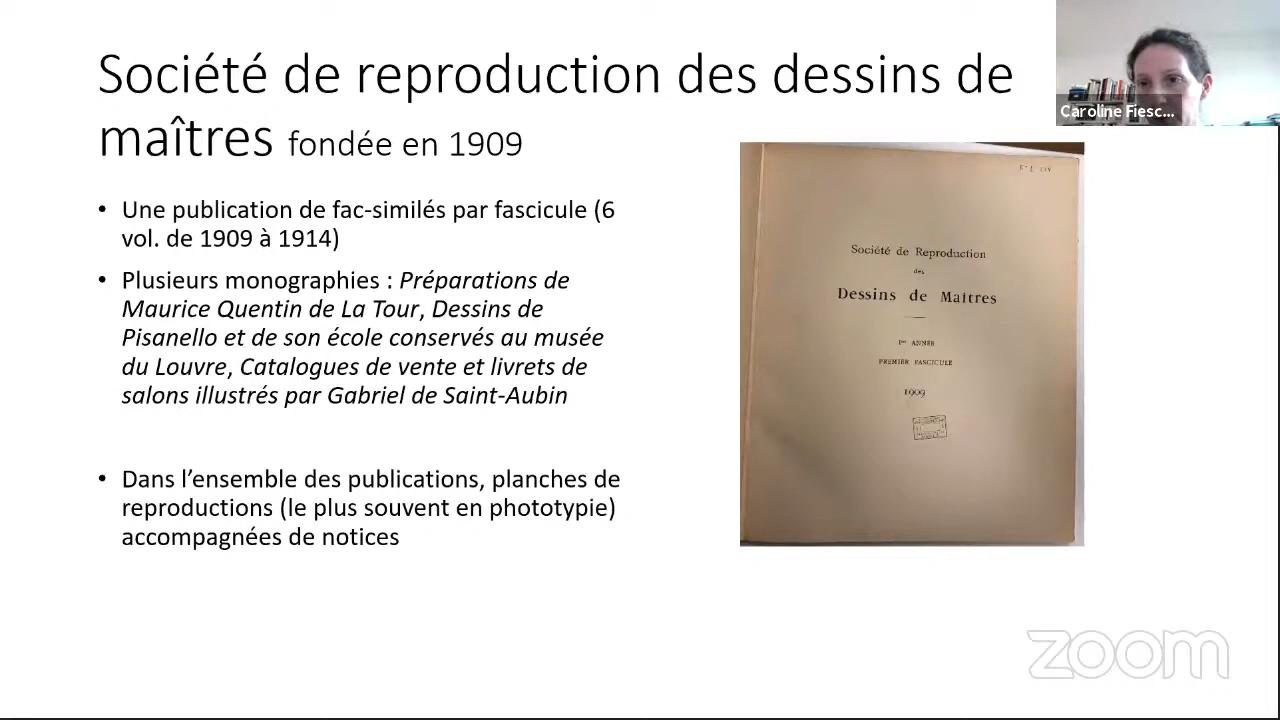 Société de reproduction des dessins de
maîtres fondée en 1909
• Une publication de fac-similés par fascicule (6
vol. de 1909 à 1914)
• Plusieurs monographies : Préparations de
Maurice Quentin de La Tour, Dessins de
Pisanello et de son école conservés au musée
du Louvre, Catalogues de vente et livrets de
salons illustrés par Gabriel de Saint-Aubin
• Dans l’ensemble des publications, planches de
reproductions (le plus souvent en phototypie)
accompagnées de notices
Caroline Fiesc...
Société de Reproduction
des
Dessins de Maîtres
ANNÉE
PREMIER FASCICULE
1909
zoom